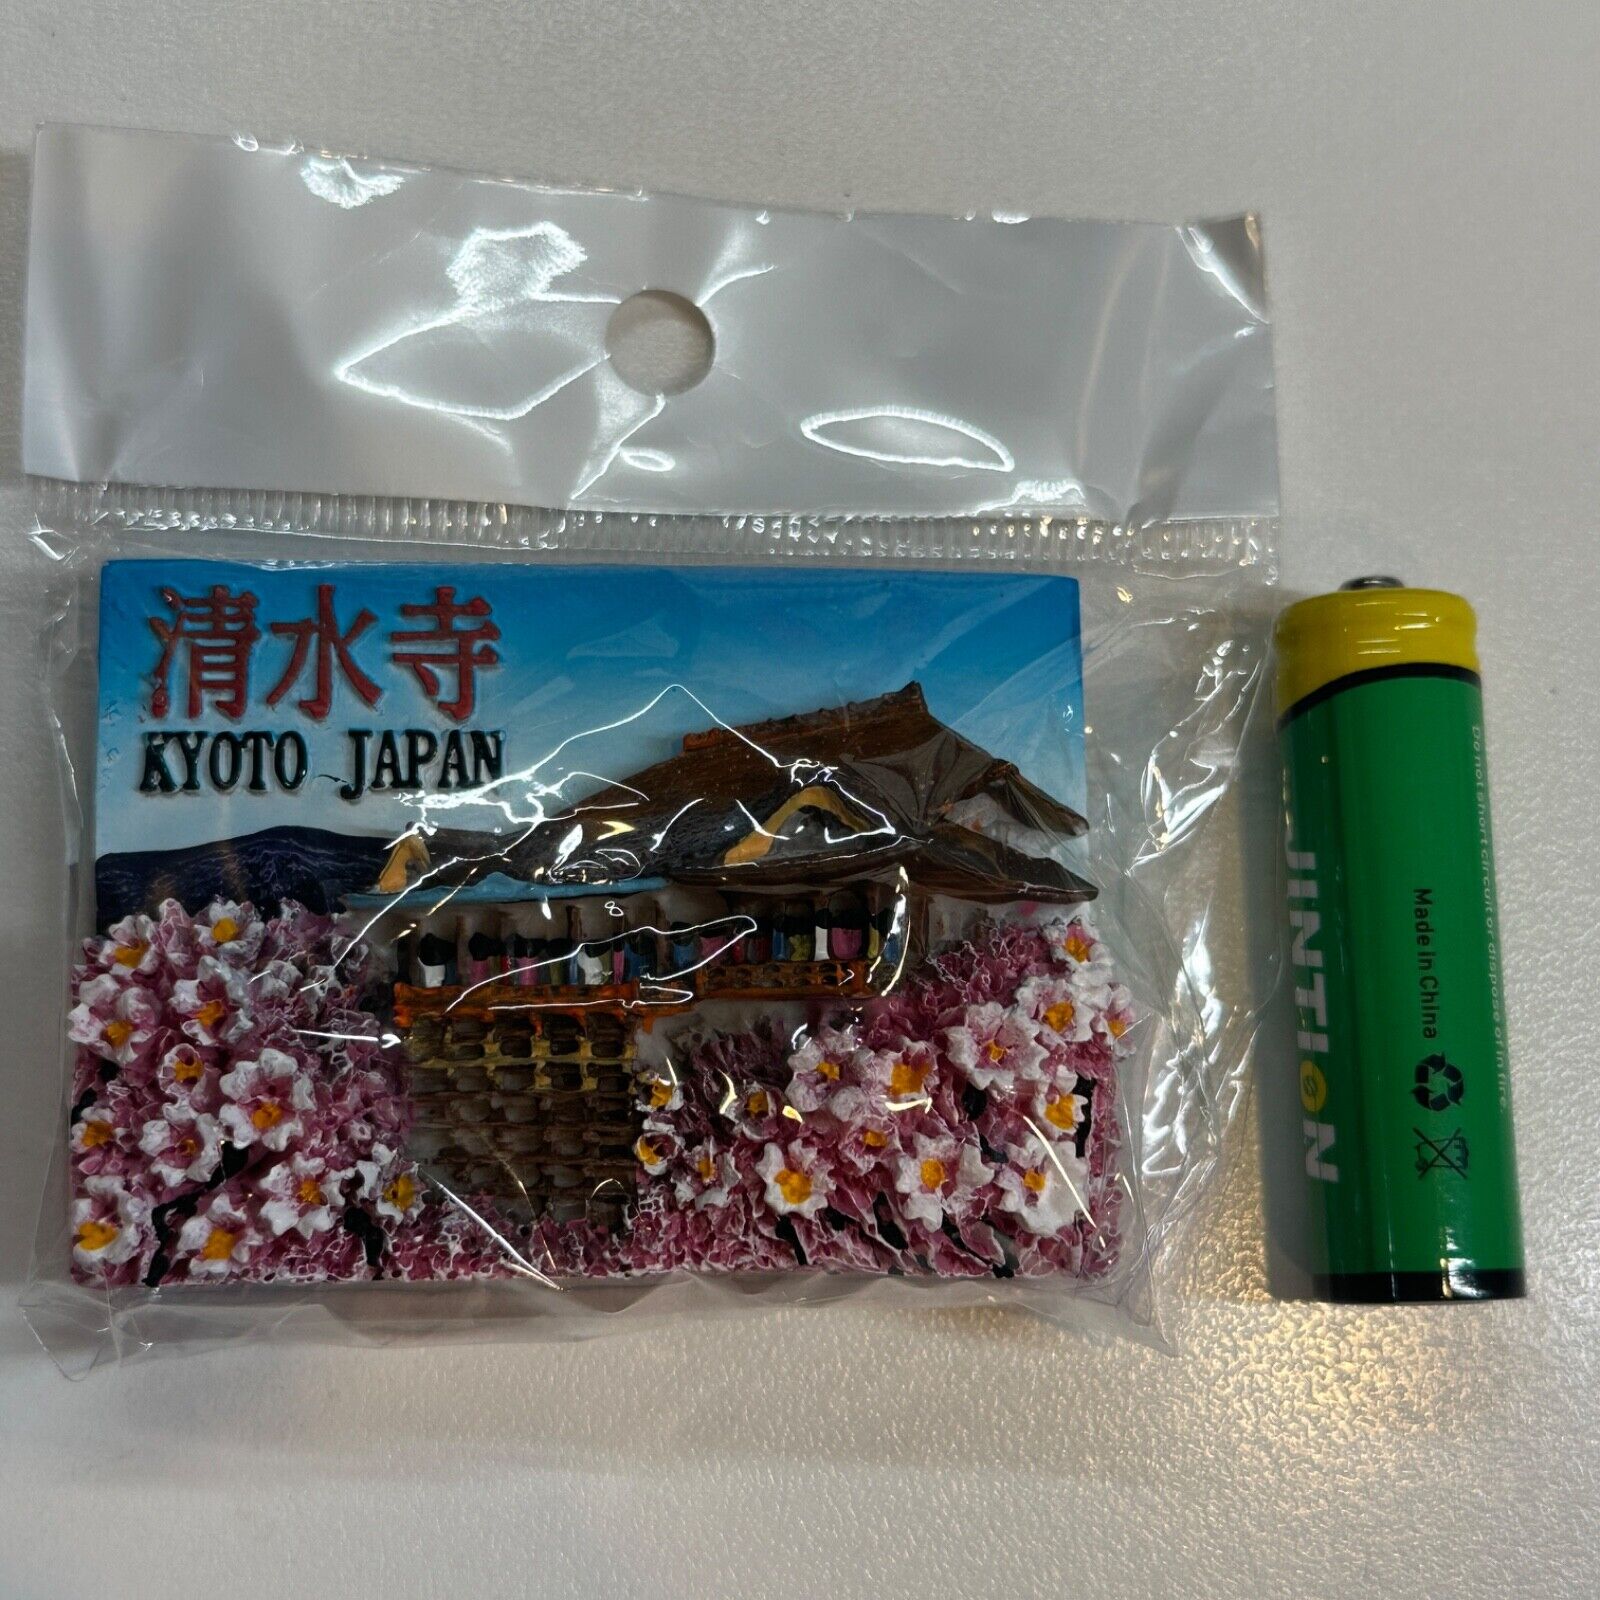 清水寺
KYOTO JAPAN
JINTION
Made in China
Do not short circuit or dispose of in fire.